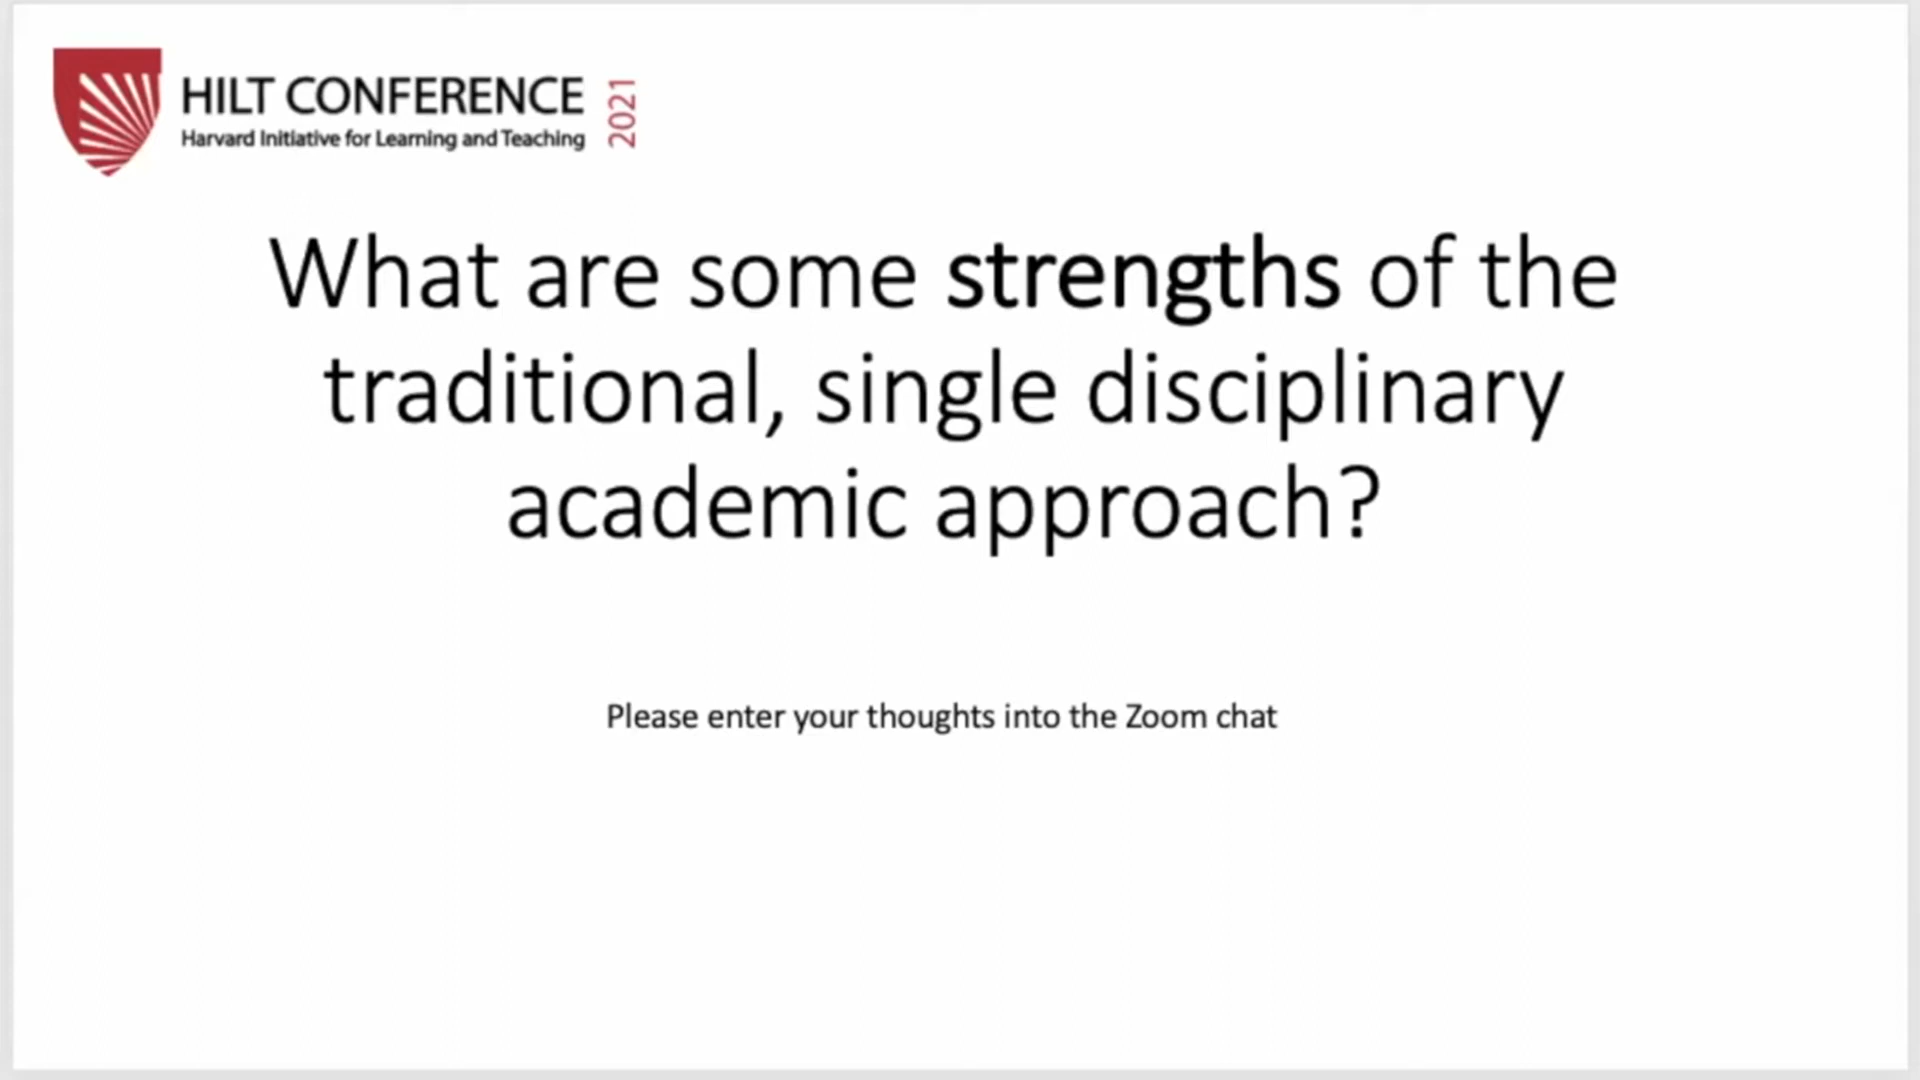 HILT CONFERENCE
Harvard Initiative for Learning and Teaching
2021
What are some strengths of the
traditional, single disciplinary
academic approach?
Please enter your thoughts into the Zoom chat